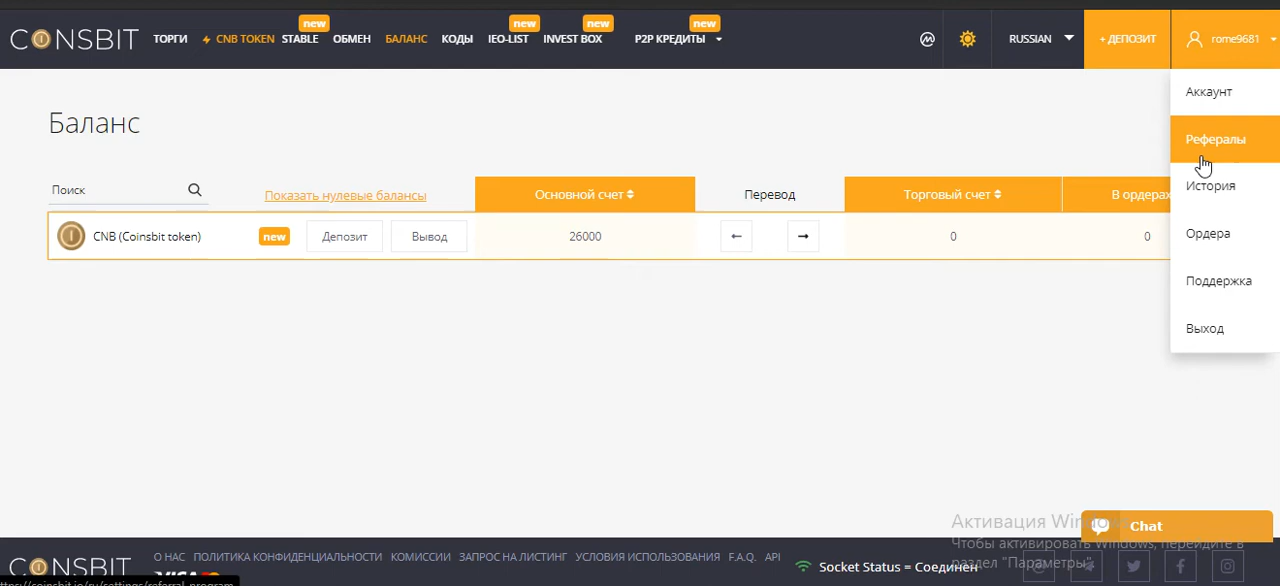 new new new new
CONSBIT ТОРГИ CNB TOKEN STABLE ОБМЕН БАЛАНС КОДЫ IEO-LIST INVEST BOX P2P КРЕДИТЫ RUSSIAN + ДЕПОЗИТ rome9681
Аккаунт
Баланс
Рефералы
Поиск Показать нулевые балансы Основной счет Перевод Торговый счет В ордерах
История
CNB (Coinsbit token) new Депозит Вывод 26000 ← → 0 0
Ордера
Поддержка
Выход
Активация Windows
Chat
Чтобы активировать Windows, перейдите в
раздел "Параметры".
CONSBIT О НАС ПОЛИТИКА КОНФИДЕНЦИАЛЬНОСТИ КОМИССИИ ЗАПРОС НА ЛИСТИНГ УСЛОВИЯ ИСПОЛЬЗОВАНИЯ F.A.Q. API Socket Status = Соединен
VISA